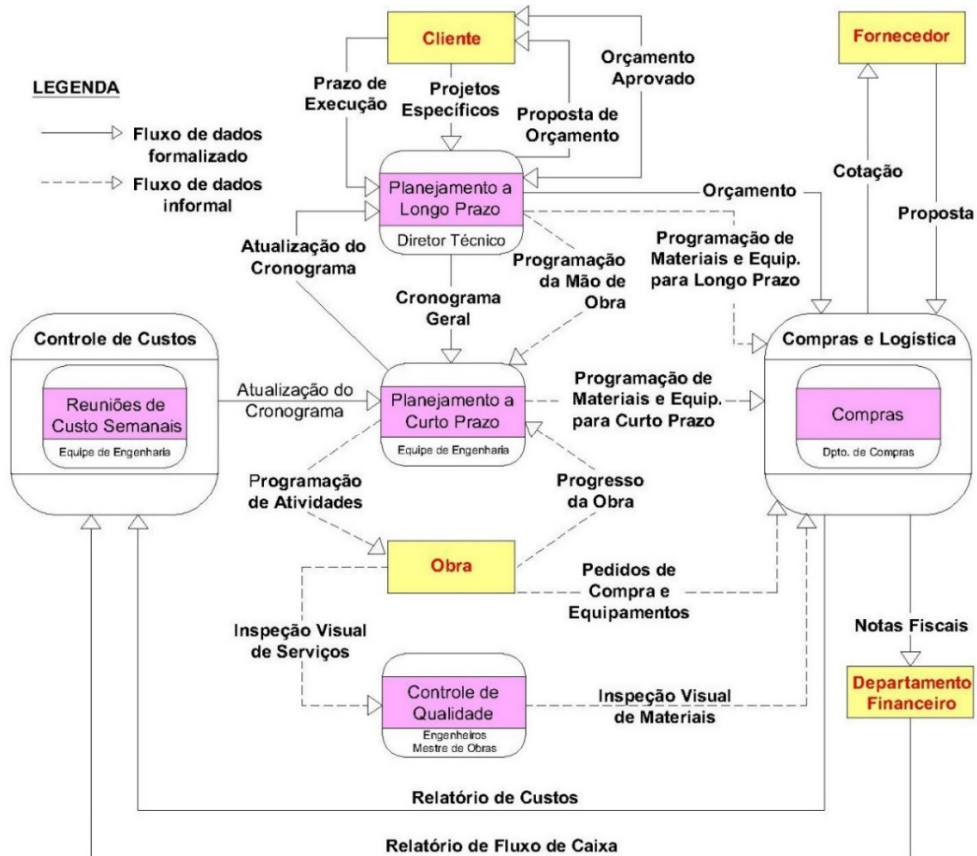 Cliente
Fornecedor
LEGENDA
Fluxo de dados
formalizado
Fluxo de dados
informal
Prazo de
Execução
Projetos
Específicos
Proposta de
Orçamento
Orçamento
Aprovado
Planejamento a
Longo Prazo
Diretor Técnico
Orçamento
Cotação
Proposta
Atualização do
Cronograma
Cronograma
Geral
Programação
da Mão de
Obra
Programação de
Materiais e Equip.
para Longo Prazo
Controle de Custos
Reuniões de
Custo Semanais
Equipe de Engenharia
Atualização do
Cronograma
Planejamento a
Curto Prazo
Equipe de Engenharia
Programação de
Materiais e Equip.
para Curto Prazo
Compras e Logística
Compras
Dpto. de Compras
Programação
de Atividades
Progresso
da Obra
Obra
Pedidos de
Compra e
Equipamentos
Inspeção Visual
de Serviços
Controle de
Qualidade
Engenheiros
Mestre de Obras
Inspeção Visual
de Materiais
Notas Fiscais
Departamento
Financeiro
Relatório de Custos
Relatório de Fluxo de Caixa